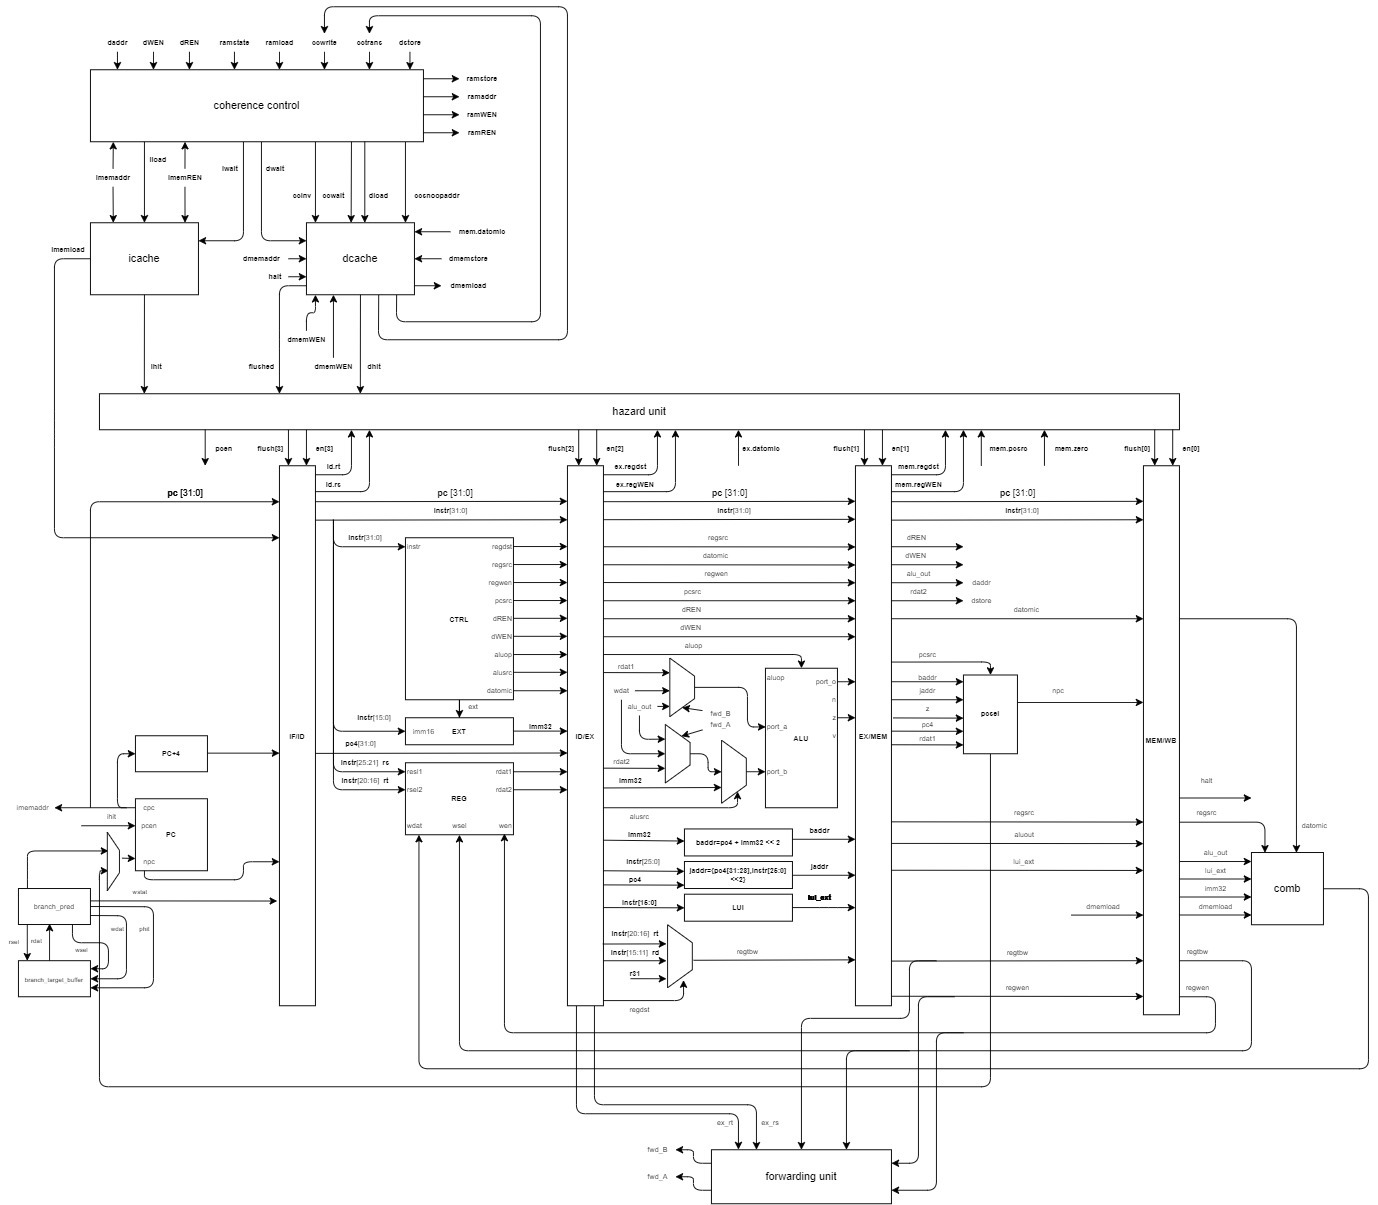 daddr
dWEN
dREN
ramstate
ramload
ccwrite
cctrans
dstore
coherence control
ramstore
ramaddr
ramWEN
ramREN
iload
imemaddr
imemREN
iwait
dwait
ccinv
ccwait
dload
ccsnoopaddr
imemload
icache
dcache
mem.datomic
dmemaddr
dmemstore
halt
dmemload
dmemWEN
ihit
flushed
dmemWEN
dhit
hazard unit
pcen
flush[3]
en[3]
flush[2]
en[2]
ex.datomic
flush[1]
en[1]
mem.pcsrc
mem.zero
flush[0]
en[0]
id.rt
id.rs
ex.regdst
ex.regWEN
mem.regdst
mem.regWEN
pc [31:0]
pc [31:0]
pc [31:0]
pc [31:0]
instr[31:0]
instr[31:0]
instr[31:0]
instr[31:0]
instr
regdst
regsrc
regwen
pcsrc
dREN
dWEN
aluop
alusrc
datomic
CTRL
regsrc
datomic
regwen
pcsrc
dREN
dWEN
aluop
dREN
dWEN
alu_out
daddr
rdat2
dstore
datomic
ext
instr[15:0]
imm16
EXT
imm32
IF/ID
ID/EX
EX/MEM
MEM/WB
pc4[31:0]
instr[25:21] rs
instr[20:16] rt
resl1
rsel2
rdat1
rdat2
REG
wdat
wsel
wen
rdat1
wdat
alu_out
fwd_B
fwd_A
rdat2
imm32
alusrc
aluop
port_o
n
z
v
port_a
port_b
ALU
pcsrc
baddr
jaddr
z
pc4
rdat1
pcsel
npc
PC+4
imemaddr
cpc
ihit
pcen
PC
npc
wstal
branch_pred
rsel
rdat
wsel
wdat
phit
branch_target_buffer
imm32
baddr=pc4 + imm32 << 2
baddr
instr[25:0]
pc4
jaddr={pc4[31:28],instr[25:0]
<<2}
jaddr
instr[15:0]
LUI
lui_ext
instr[20:16] rt
instr[15:11] rd
r31
regtbw
regdst
regsrc
aluout
lui_ext
dmemload
regtbw
regwen
halt
regsrc
datomic
alu_out
lui_ext
imm32
dmemload
comb
regtbw
regwen
ex_rt
ex_rs
fwd_B
fwd_A
forwarding unit